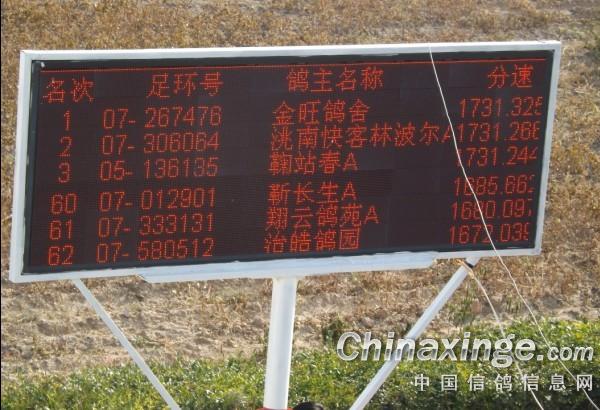 名次 足环号 鸽主名称 分速
1 07- 267476 金旺鸽舍 1731.325
2 07- 306064 洮南快客林波尔A 1731.266
3 05- 136135 鞠站春A 1731.244
60 07- 012901 靳长生A 1685.662
61 07- 333131 翔云鸽苑A 1680.097
62 07- 580512 浩皓鸽园 1672.039
Chinaxinge.com
中国信鸽信息网